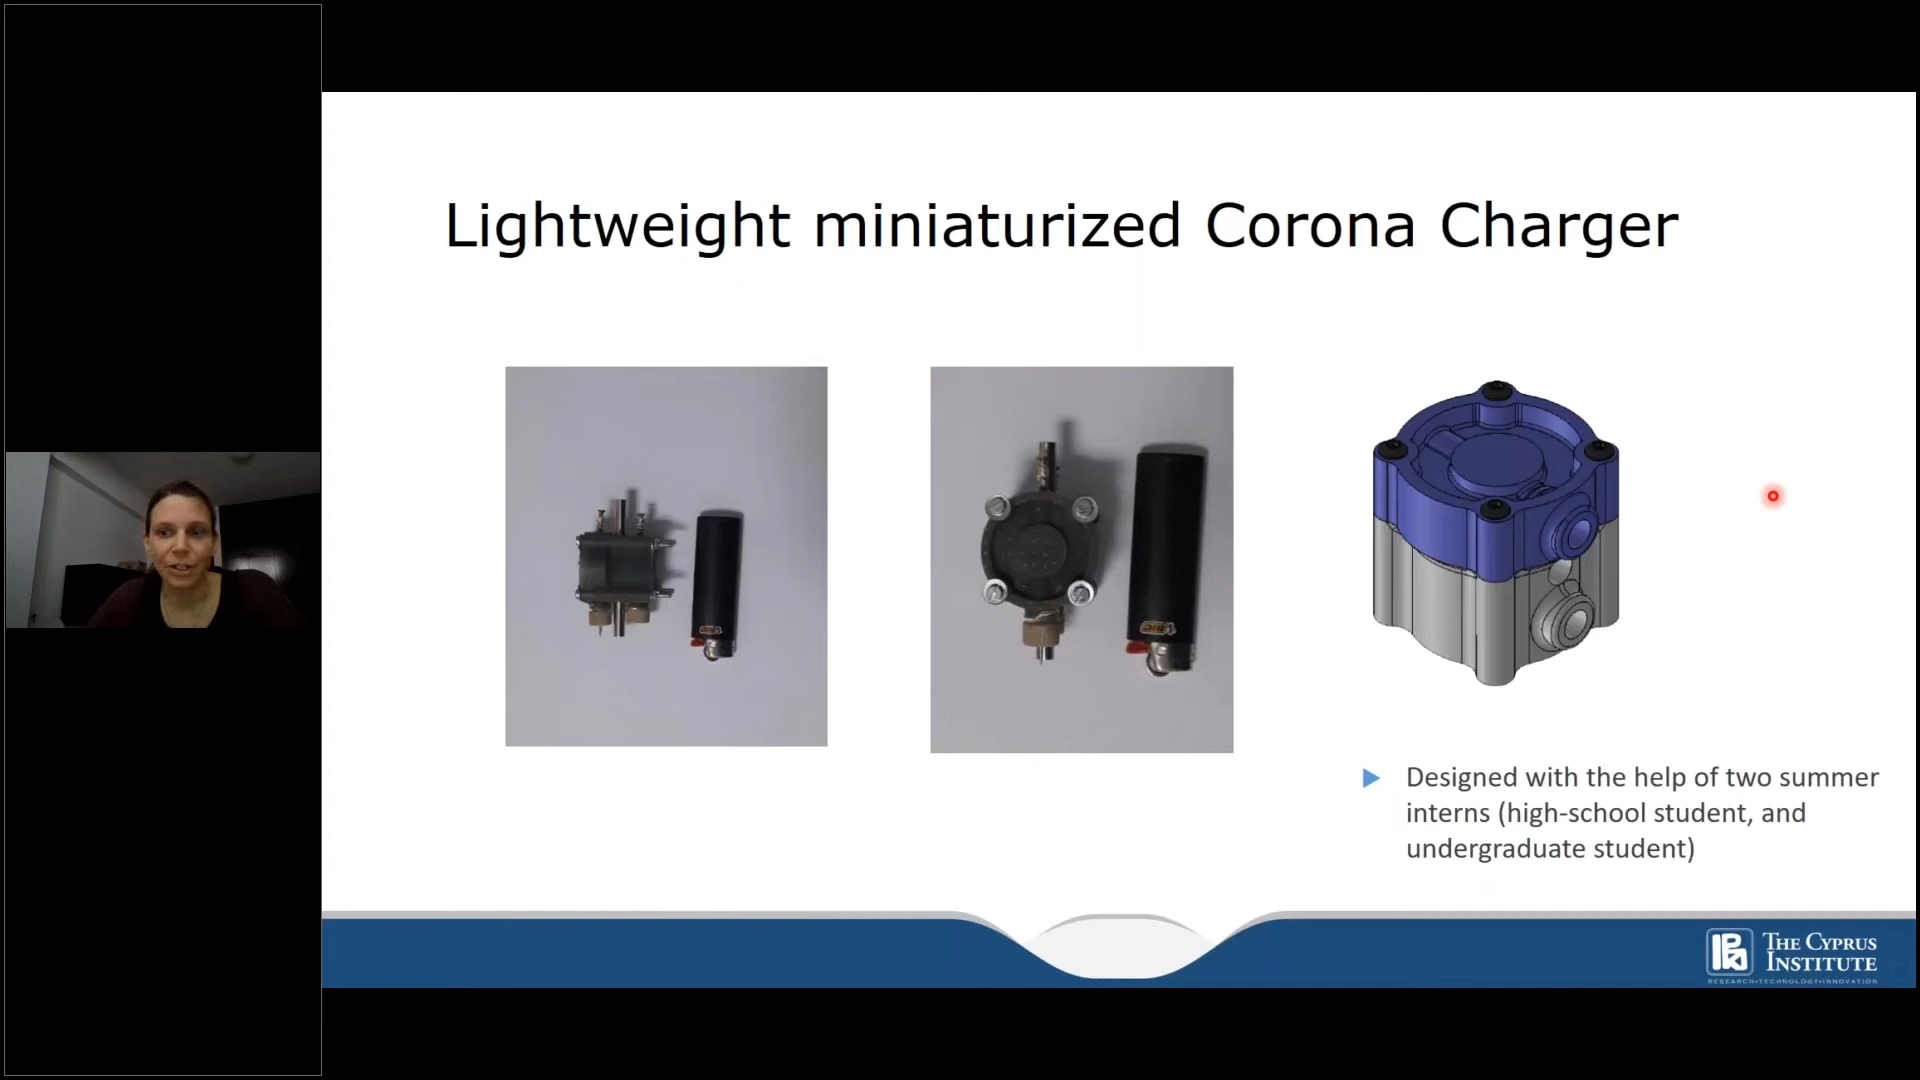 Lightweight miniaturized Corona Charger
Designed with the help of two summer
interns (high-school student, and
undergraduate student)
THE CYPRUS
INSTITUTE
RESEARCH•TECHNOLOGY•INNOVATION